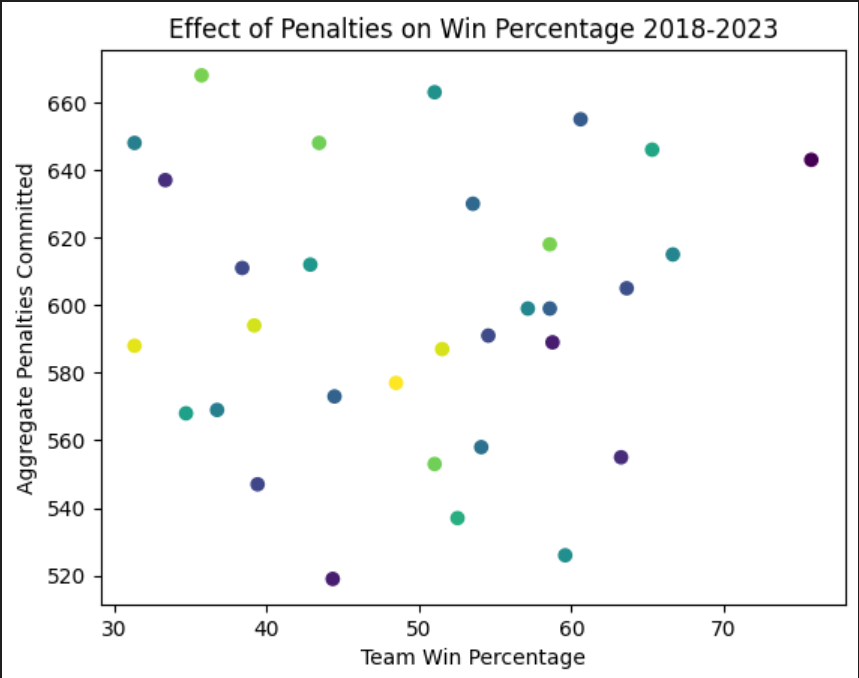 Effect of Penalties on Win Percentage 2018-2023
Aggregate Penalties Committed
660
640
620
600
580
560
540
520
30 40 50 60 70
Team Win Percentage